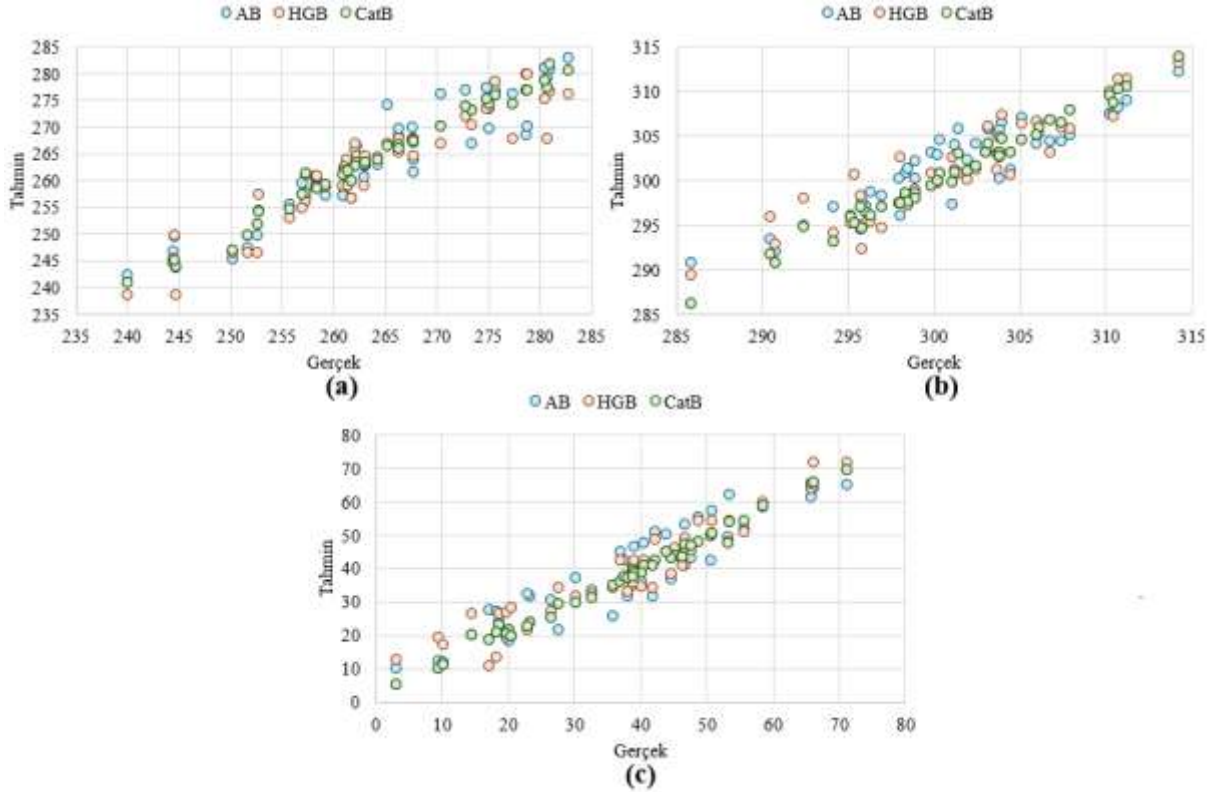 AB HGB CatB
285
280
275
270
265
260
255
250
245
240
235
Tahmin
235 240 245 250 255 260 265 270 275 280 285
Gerçek
(a)
AB HGB CatB
315
310
305
300
295
290
285
Tahmin
285 290 295 300 305 310 315
Gerçek
(b)
AB HGB CatB
80
70
60
50
40
30
20
10
0
Tahmin
0 10 20 30 40 50 60 70 80
Gerçek
(c)